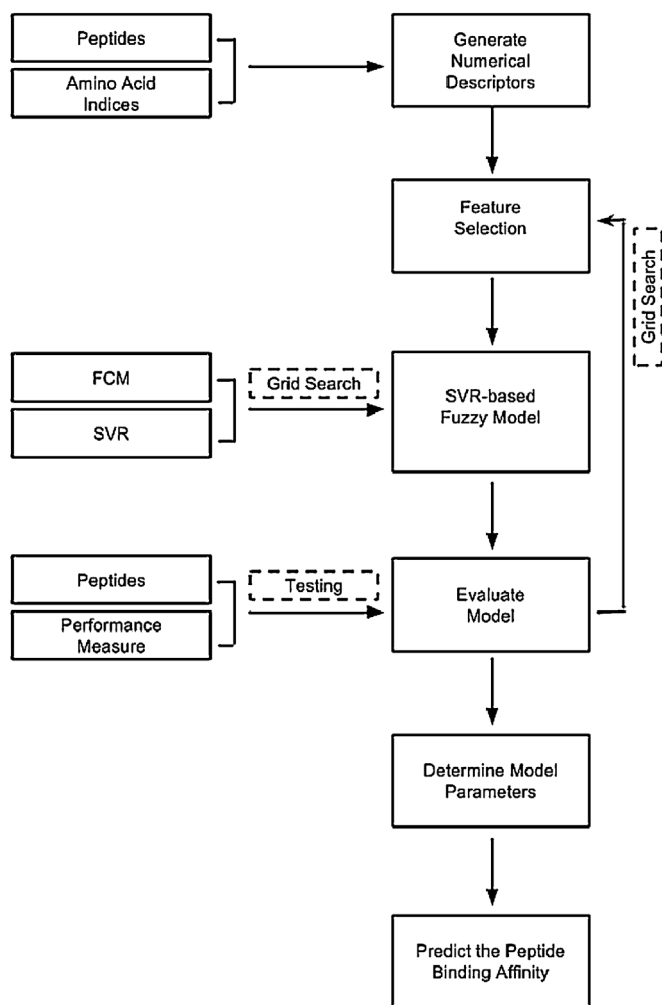 Peptides
Amino Acid
Indices
Generate
Numerical
Descriptors
Feature
Selection
Grid Search
FCM
SVR
Grid Search
SVR-based
Fuzzy Model
Peptides
Performance
Measure
Testing
Evaluate
Model
Determine Model
Parameters
Predict the Peptide
Binding Affinity